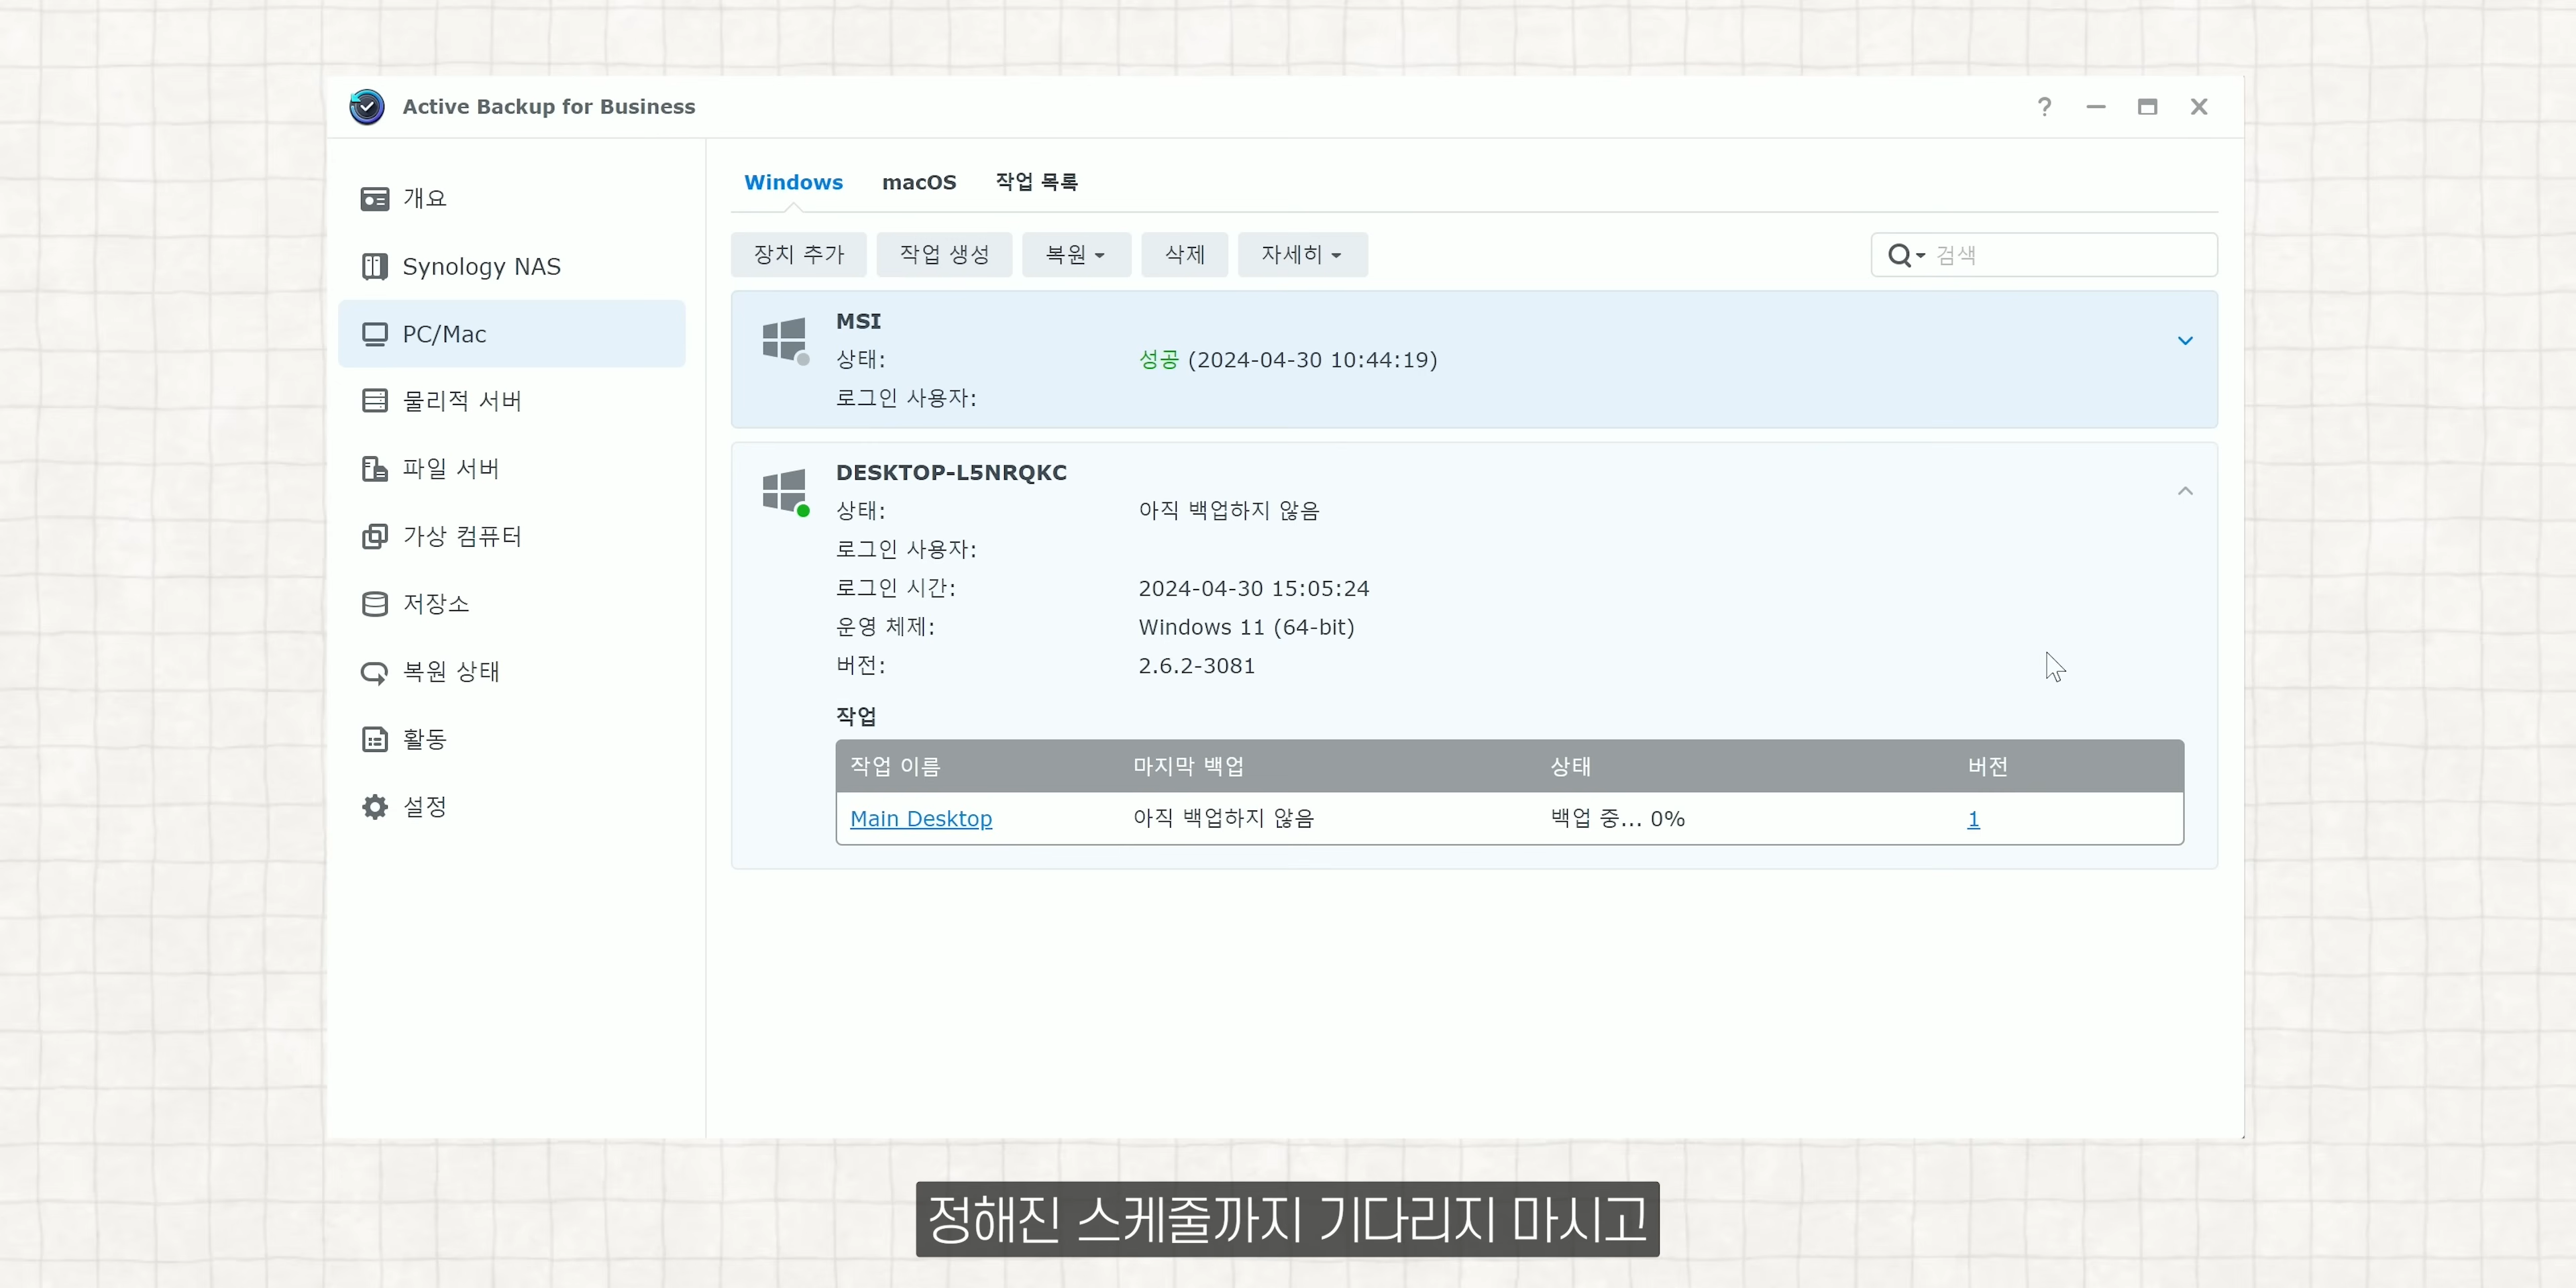 Active Backup for Business
개요
Synology NAS
PC/Mac
물리적 서버
파일 서버
가상 컴퓨터
저장소
복원 상태
활동
설정
Windows macOS 작업 목록
장치 추가 작업 생성 복원 삭제 자세히 검색
MSI
상태: 성공 (2024-04-30 10:44:19)
로그인 사용자:
DESKTOP-L5NRQKC
상태: 아직 백업하지 않음
로그인 사용자:
로그인 시간: 2024-04-30 15:05:24
운영 체제: Windows 11 (64-bit)
버전: 2.6.2-3081
작업
작업 이름 마지막 백업 상태 버전
Main Desktop 아직 백업하지 않음 백업 중... 0% 1
정해진 스케줄까지 기다리지 마시고